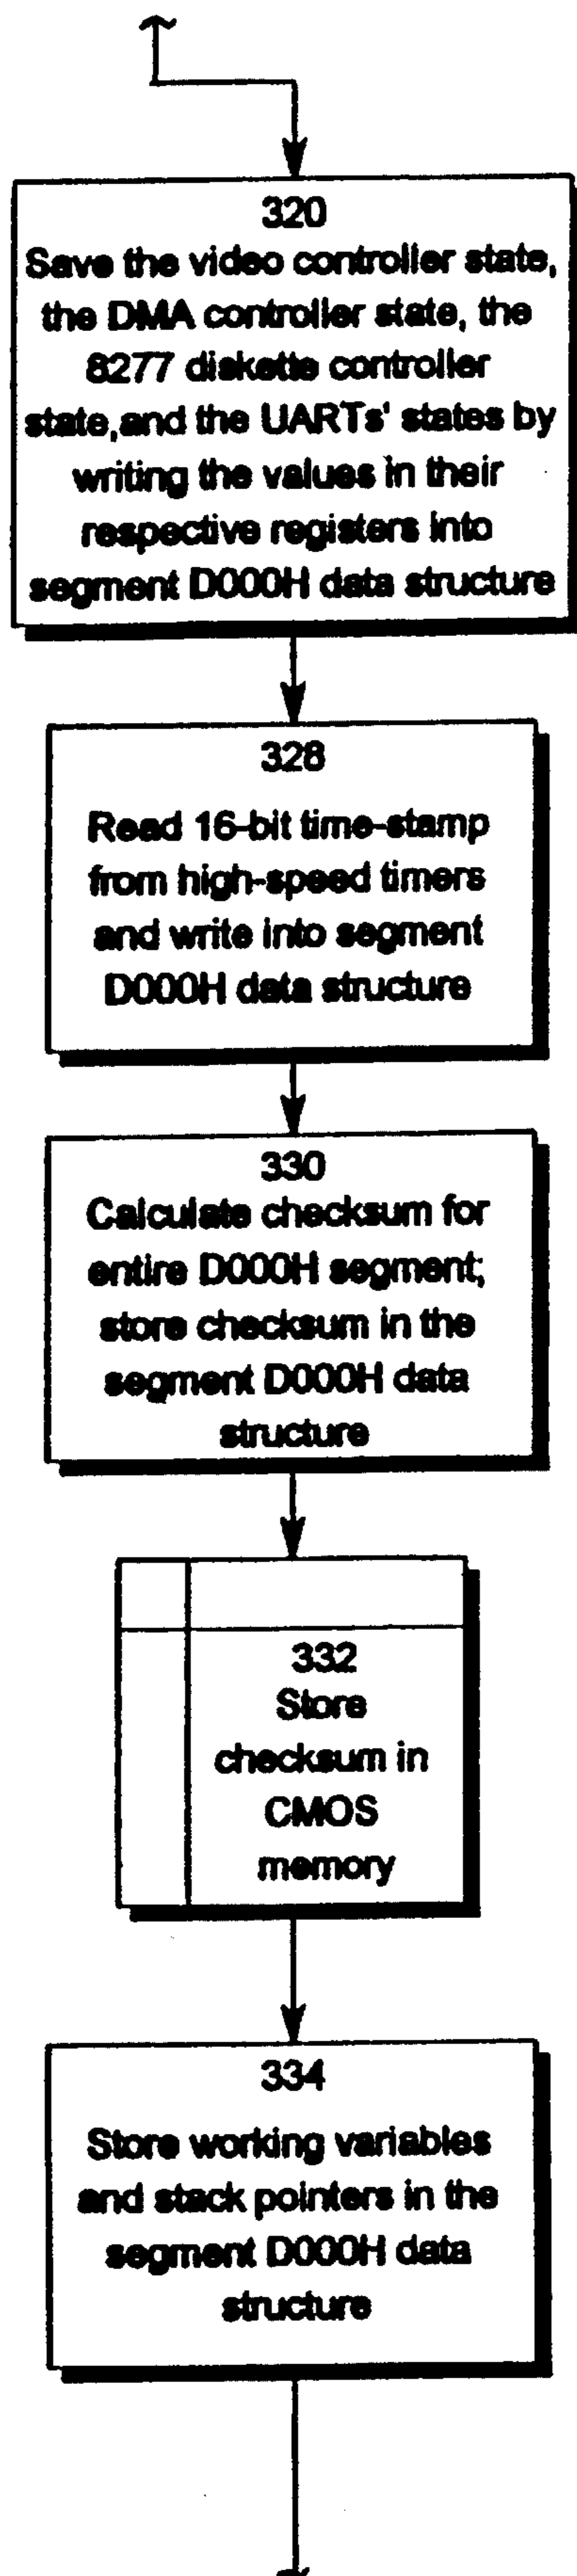 320
Save the video controller state,
the DMA controller state, the
8277 diskette controller
state,and the UARTs' states by
writing the values in their
respective registers into
segment D000H data structure
328
Read 16-bit time-stamp
from high-speed timers
and write into segment
D000H data structure
330
Calculate checksum for
entire D000H segment;
store checksum in the
segment D000H data
structure
332
Store
checksum in
CMOS
memory
334
Store working variables
and stack pointers in the
segment D000H data
structure